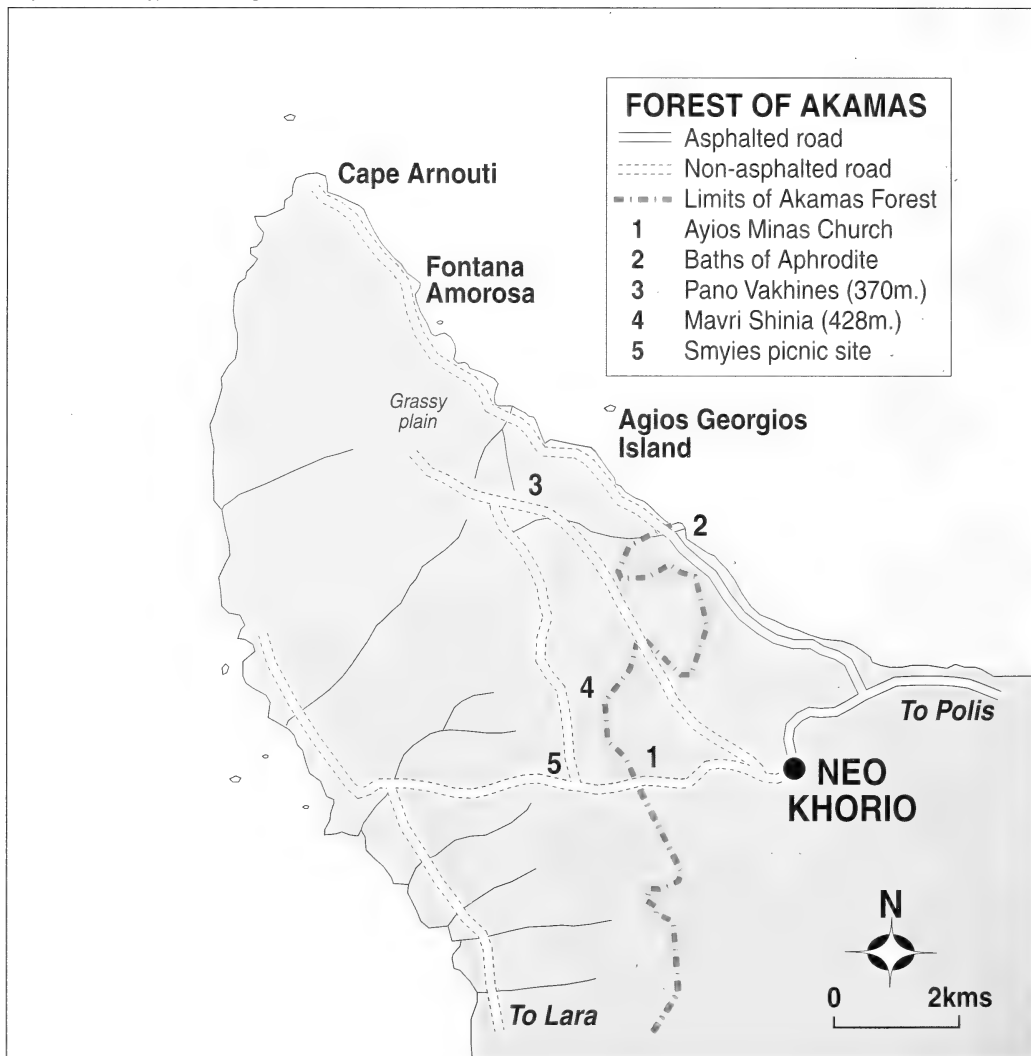 FOREST OF AKAMAS
Asphalted road
Non-asphalted road
Limits of Akamas Forest
1 Ayios Minas Church
2 Baths of Aphrodite
3 Pano Vakhines (370m.)
4 Mavri Shinia (428m.)
5 Smyies picnic site
Cape Arnouti
Fontana
Amorosa
Grassy
plain
Agios Georgios
Island
3
2
4
To Polis
5
1
NEO
KHORIO
N
0 2kms
To Lara